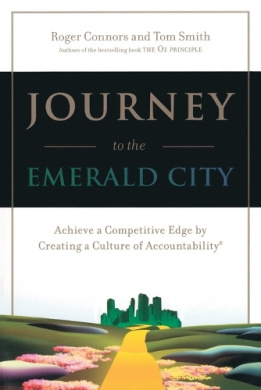 Roger Connors and Tom Smith
Authors of the bestselling book THE OZ PRINCIPLE
JOURNEY
to the
EMERALD CITY
Achieve a Competitive Edge by
Creating a Culture of Accountability®